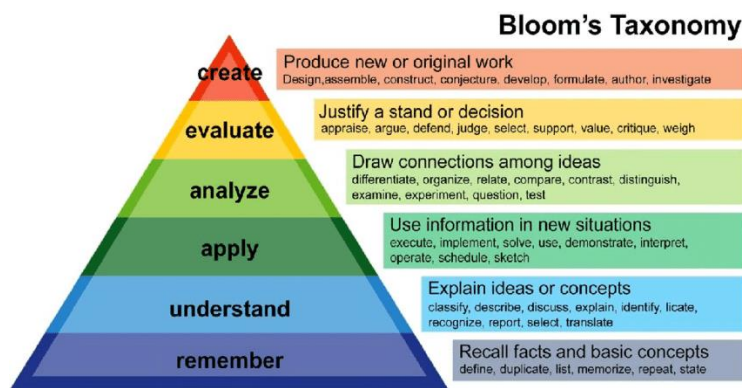 Bloom's Taxonomy
create
Produce new or original work
Design,assemble, construct, conjecture, develop, formulate, author, investigate
evaluate
Justify a stand or decision
appraise, argue, defend, judge, select, support, value, critique, weigh
analyze
Draw connections among ideas
differentiate, organize, relate, compare, contrast, distinguish,
examine, experiment, question, test
apply
Use information in new situations
execute, implement, solve, use, demonstrate, interpret,
operate, schedule, sketch
understand
Explain ideas or concepts
classify, describe, discuss, explain, identify, licate,
recognize, report, select, translate
remember
Recall facts and basic concepts
define, duplicate, list, memorize, repeat, state